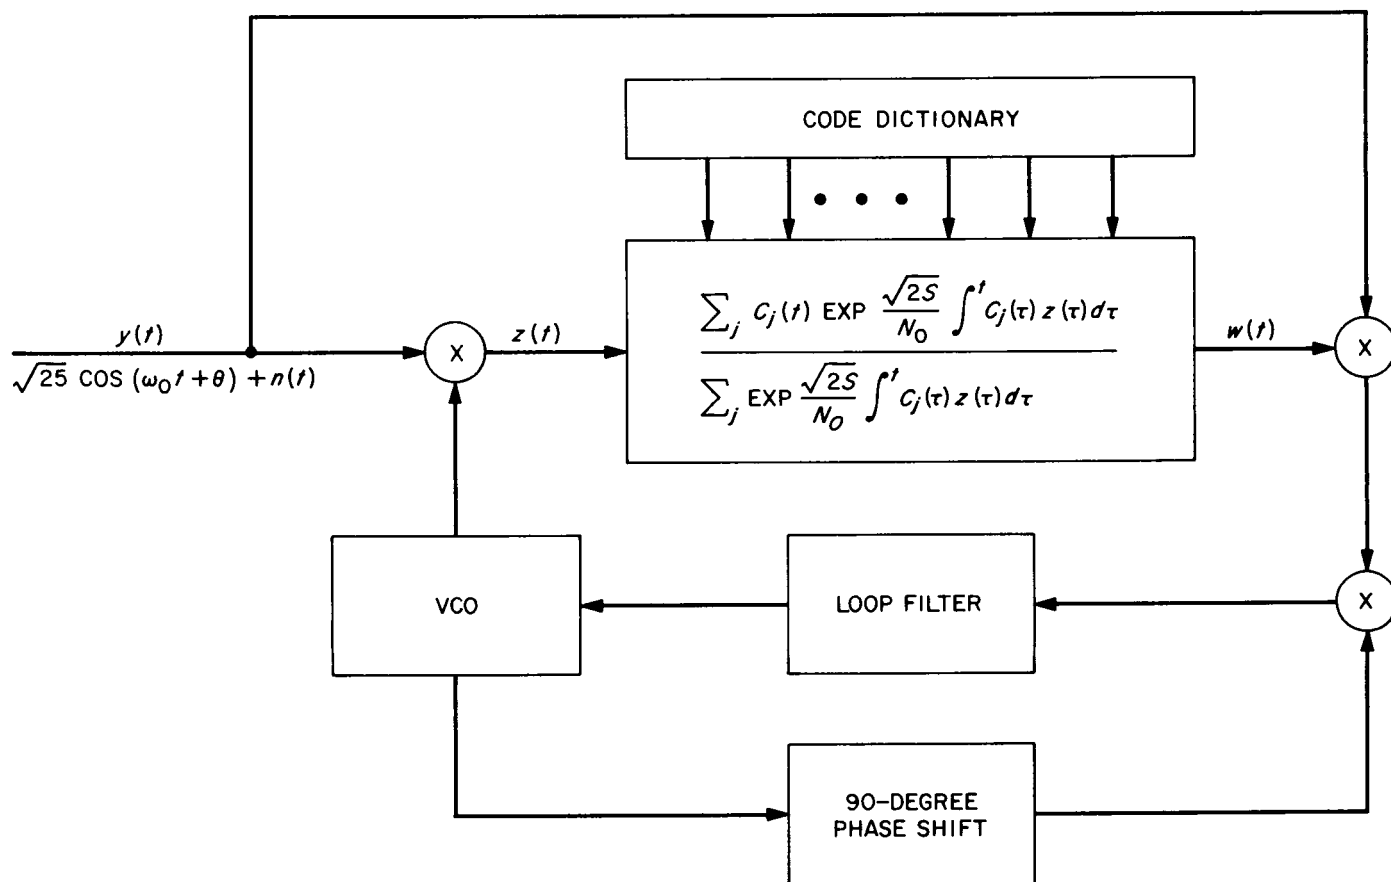 CODE DICTIONARY
• • •
y(t)
√25 COS (ω₀t + θ) + n(t)
X
z(t)
∑ⱼ Cⱼ(t) EXP √2S/N₀ ∫ᵗ Cⱼ(τ) z(τ) dτ
∑ⱼ EXP √2S/N₀ ∫ᵗ Cⱼ(τ) z(τ) dτ
w(t)
X
VCO
LOOP FILTER
X
90-DEGREE
PHASE SHIFT